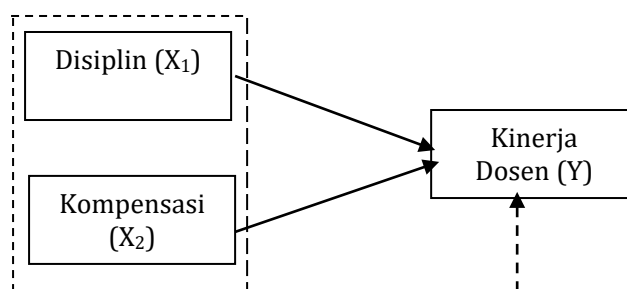 Disiplin (X₁)
Kinerja
Dosen (Y)
Kompensasi
(X₂)